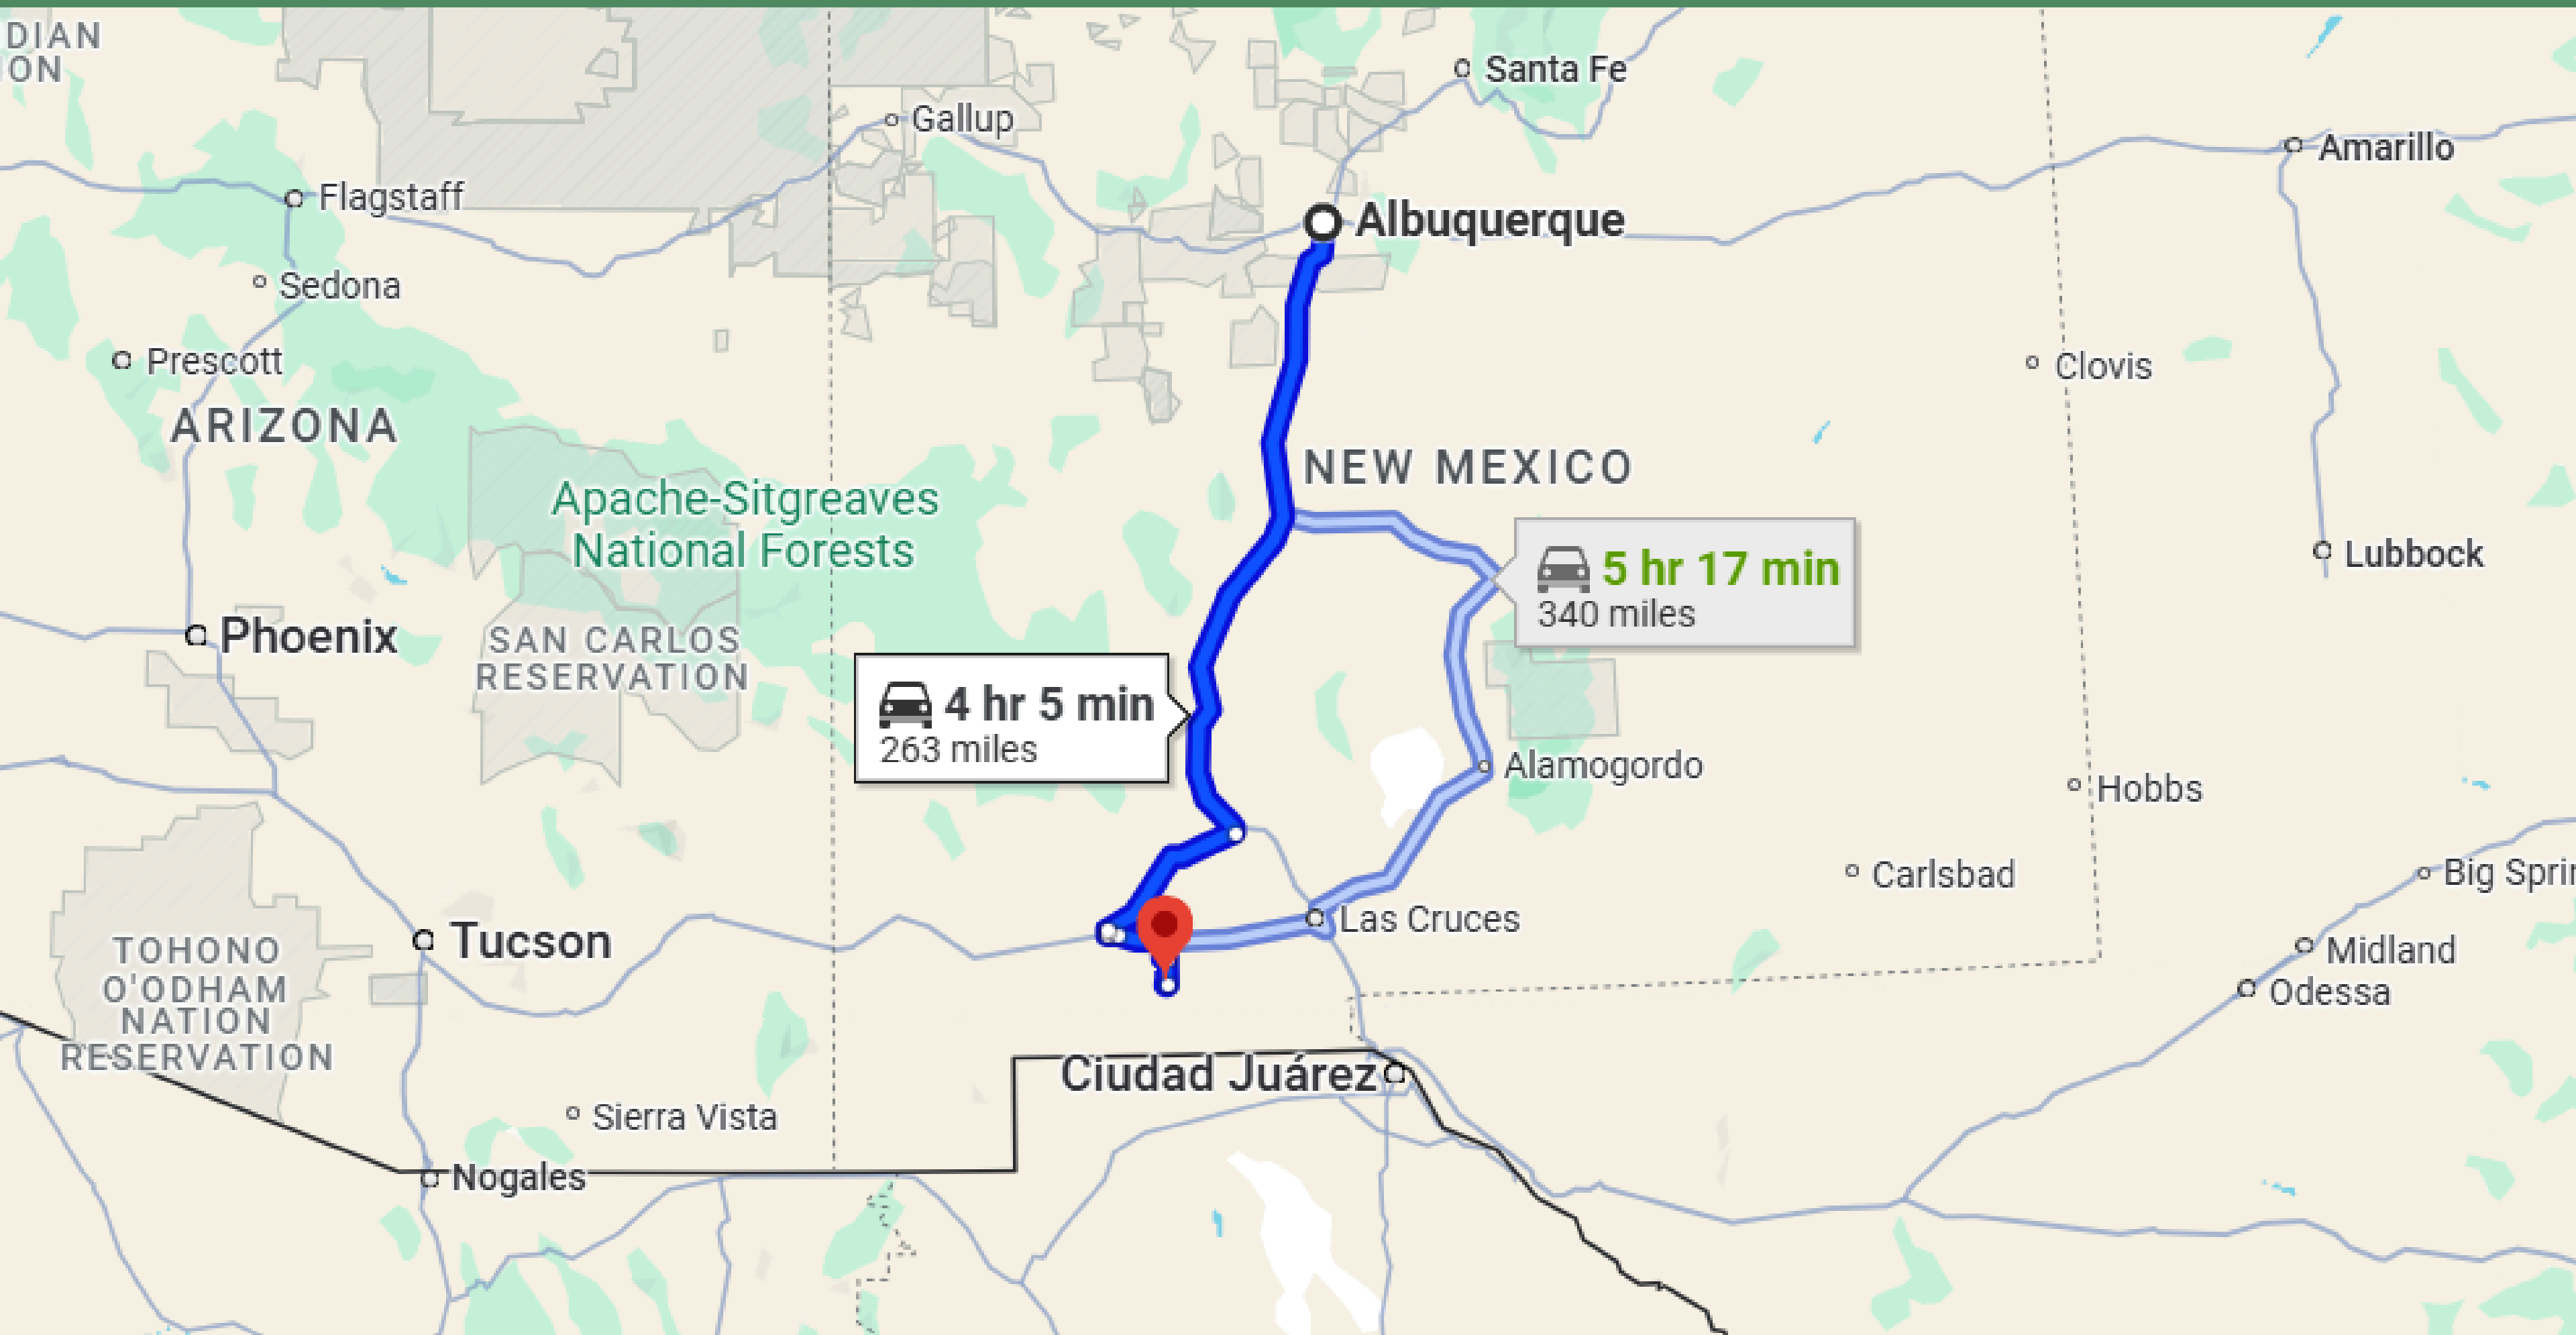 DIAN
ION
Santa Fe
Gallup
Amarillo
Flagstaff
Albuquerque
Sedona
Prescott
Clovis
ARIZONA
NEW MEXICO
Apache-Sitgreaves
National Forests
5 hr 17 min
340 miles
Lubbock
Phoenix
SAN CARLOS
RESERVATION
4 hr 5 min
263 miles
Alamogordo
Hobbs
Carlsbad
Big Sprin
Las Cruces
Tucson
TOHONO
O'ODHAM
NATION
RESERVATION
Midland
Odessa
Ciudad Juárez
Sierra Vista
Nogales